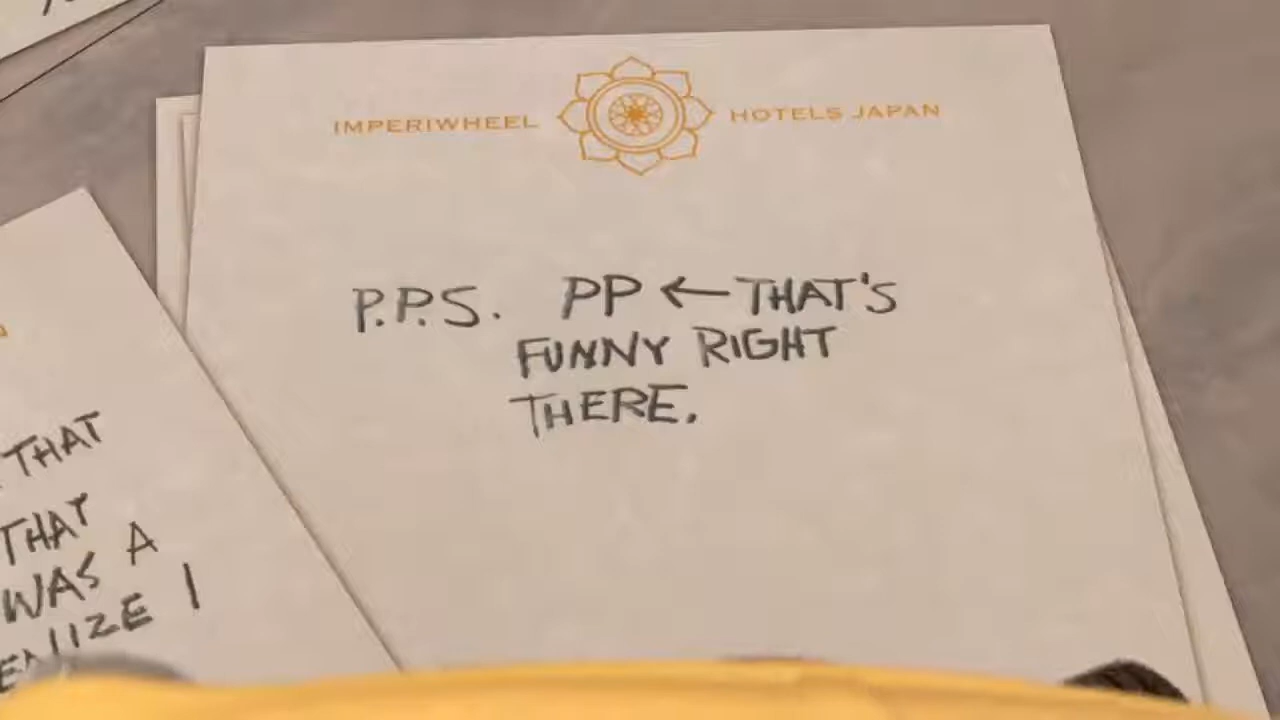 IMPERIWHEEL HOTELS JAPAN
P.P.S. PP ← THAT'S
FUNNY RIGHT
THERE.
THAT
THAT
WAS A
I